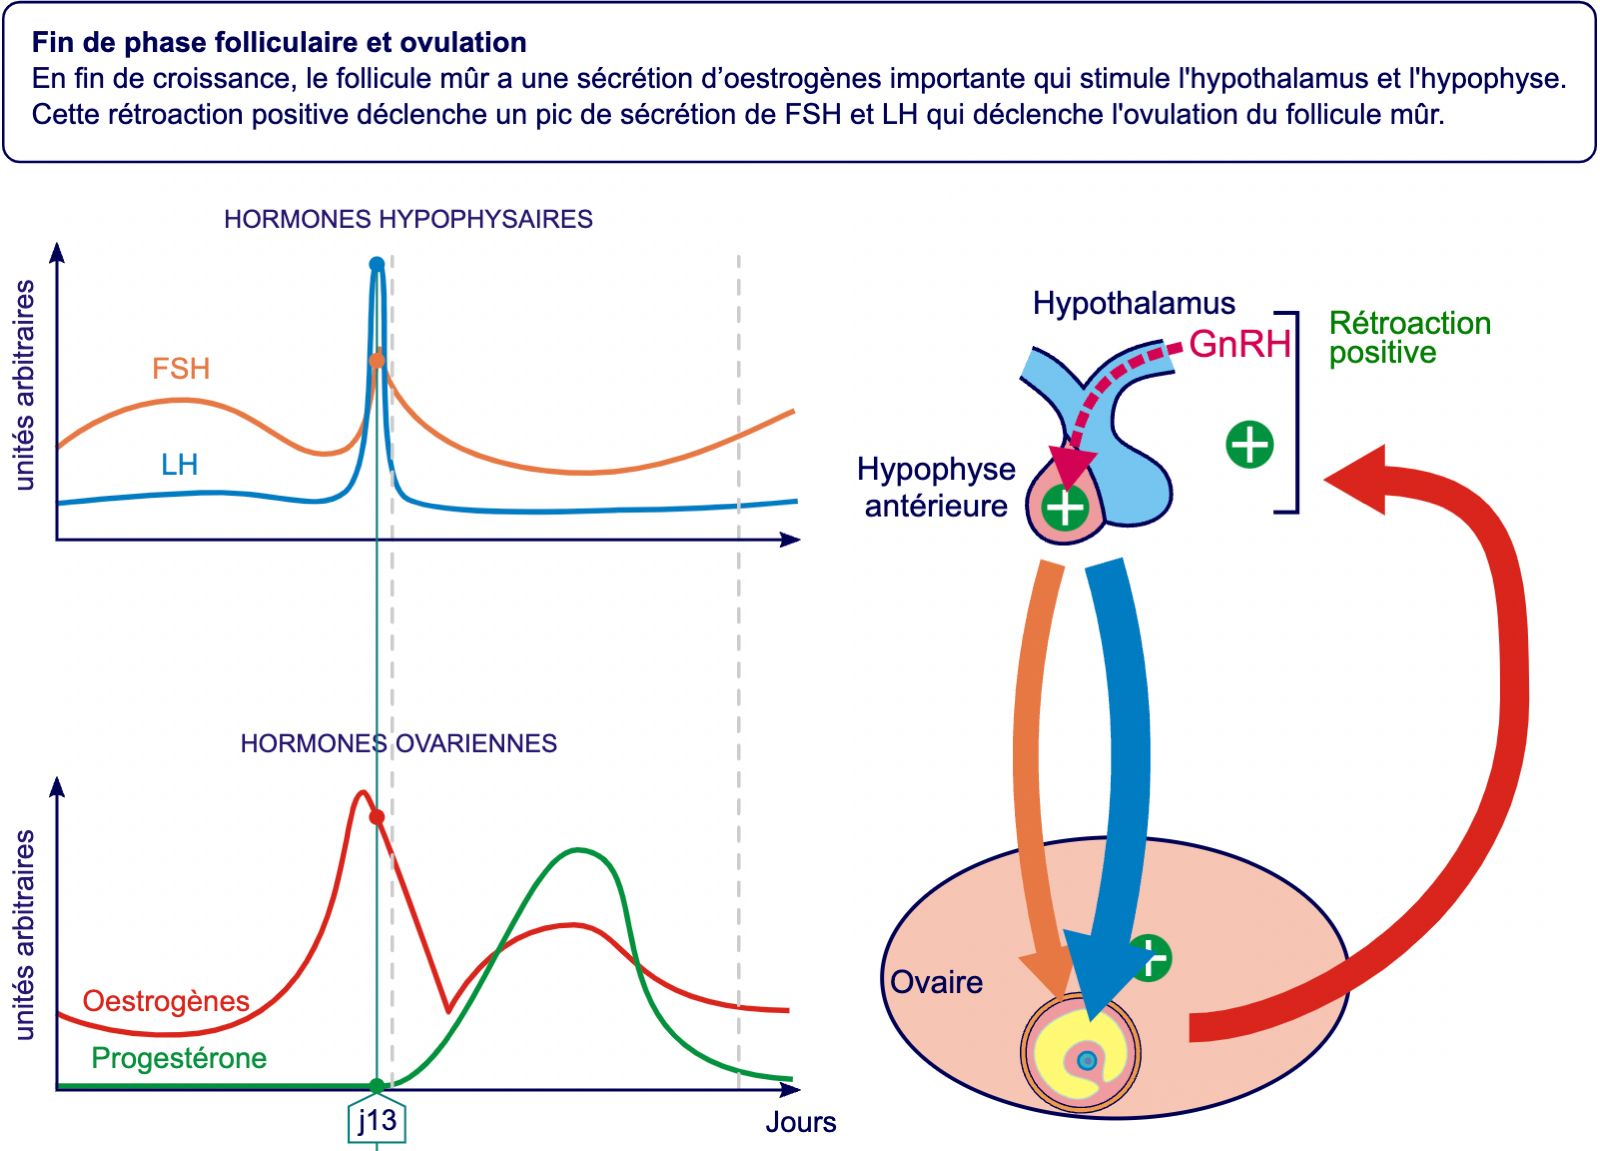 Fin de phase folliculaire et ovulation
En fin de croissance, le follicule mûr a une sécrétion d’oestrogènes importante qui stimule l'hypothalamus et l'hypophyse.
Cette rétroaction positive déclenche un pic de sécrétion de FSH et LH qui déclenche l'ovulation du follicule mûr.
HORMONES HYPOPHYSAIRES
unités arbitraires
FSH
LH
HORMONES OVARIENNES
unités arbitraires
Oestrogènes
Progestérone
j13
Jours
Hypothalamus
GnRH
Rétroaction
positive
Hypophyse
antérieure
Ovaire